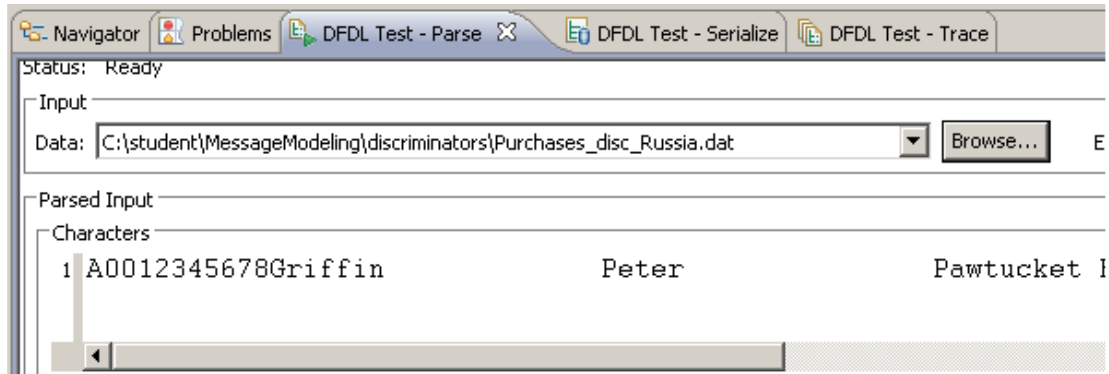 Navigator Problems DFDL Test - Parse DFDL Test - Serialize DFDL Test - Trace
Status: Ready
Input
Data: C:\student\MessageModeling\discriminators\Purchases_disc_Russia.dat Browse...
Parsed Input
Characters
1 A0012345678Griffin Peter Pawtucket